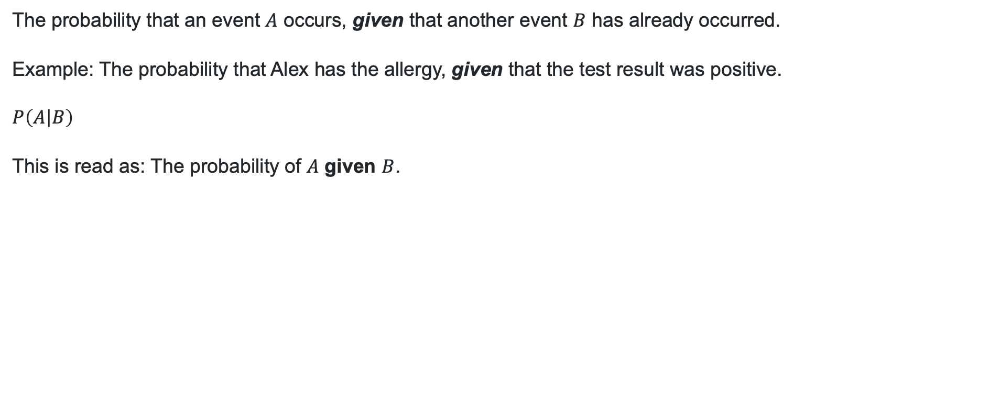 The probability that an event A occurs, given that another event B has already occurred.
Example: The probability that Alex has the allergy, given that the test result was positive.
P(A|B)
This is read as: The probability of A given B.